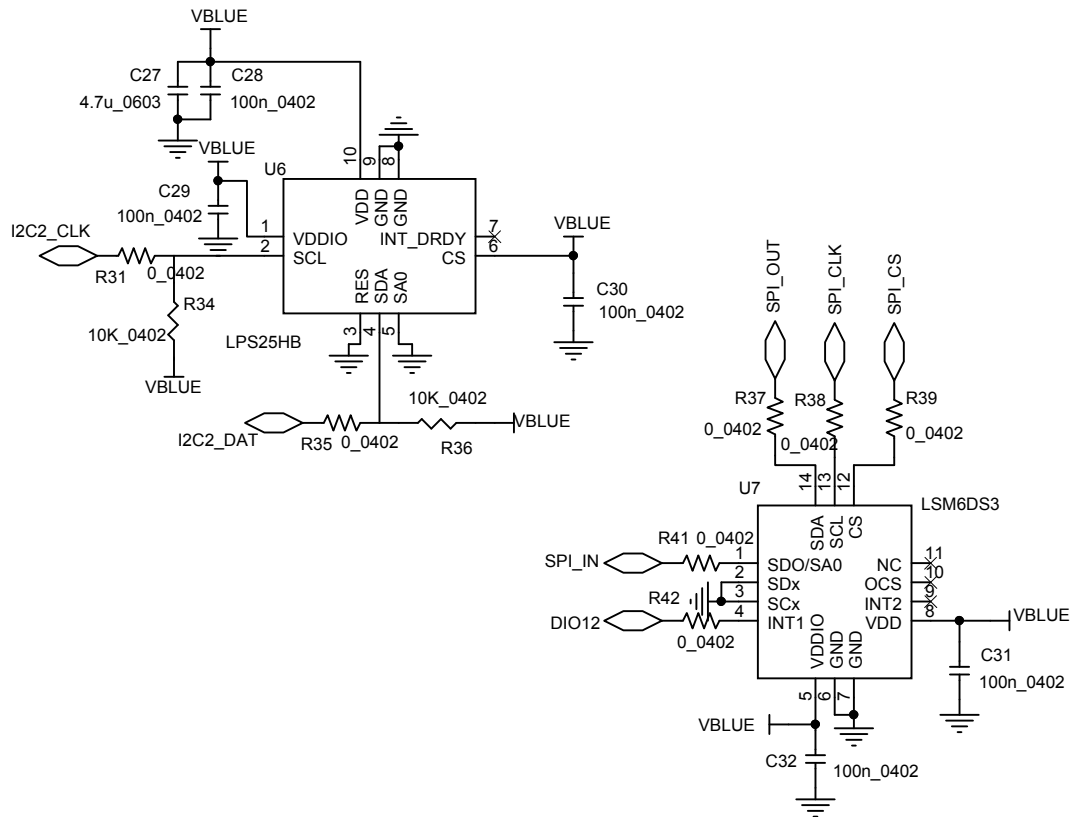 VBLUE
C27
C28
4.7u_0603
100n_0402
VBLUE
U6
10
9
8
C29
100n_0402
VDD
GND
GND
I2C2_CLK
1
VDDIO
INT_DRDY
7
VBLUE
2
SCL
CS
6
R31
0_0402
R34
10K_0402
VBLUE
RES
SDA
SA0
3
4
5
LPS25HB
C30
100n_0402
SPI_OUT
SPI_CLK
SPI_CS
I2C2_DAT
R35
0_0402
10K_0402
R36
VBLUE
R37
0_0402
R38
0_0402
R39
0_0402
U7
14
13
12
LSM6DS3
SDA
SCL
CS
SPI_IN
R41
0_0402
1
SDO/SA0
NC
11
2
SDx
OCS
10
3
SCx
INT2
9
R42
DIO12
0_0402
4
INT1
VDD
8
VBLUE
VDDIO
GND
GND
5
6
7
C31
100n_0402
VBLUE
C32
100n_0402